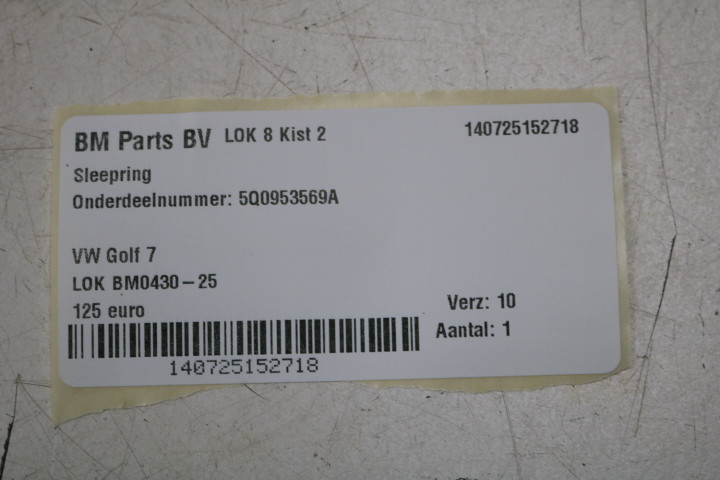 BM Parts BV LOK 8 Kist 2 140725152718
Sleepring
Onderdeelnummer: 5Q0953569A
VW Golf 7
LOK BM0430-25
125 euro Verz: 10
Aantal: 1
140725152718